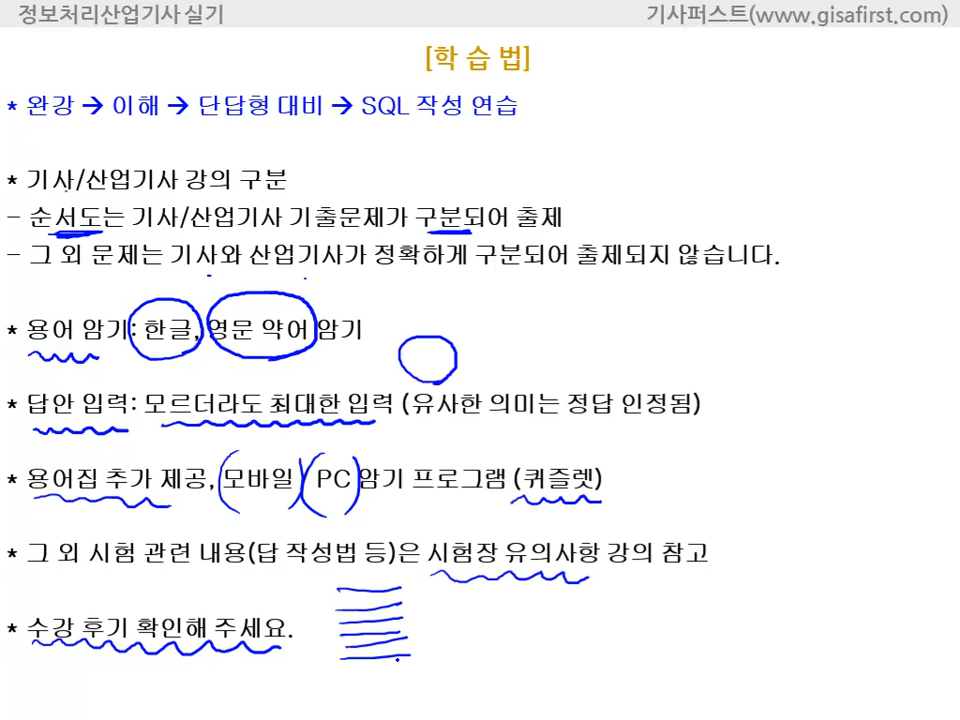 정보처리산업기사 실기
기사퍼스트(www.gisafirst.com)
[학 습 법]
* 완강 → 이해 → 단답형 대비 → SQL 작성 연습
* 기사/산업기사 강의 구분
- 순서도는 기사/산업기사 기출문제가 구분되어 출제
- 그 외 문제는 기사와 산업기사가 정확하게 구분되어 출제되지 않습니다.
* 용어 암기: 한글, 영문 약어 암기
* 답안 입력: 모르더라도 최대한 입력 (유사한 의미는 정답 인정됨)
* 용어집 추가 제공, 모바일/PC 암기 프로그램 (퀴즐렛)
* 그 외 시험 관련 내용(답 작성법 등)은 시험장 유의사항 강의 참고
* 수강 후기 확인해 주세요.